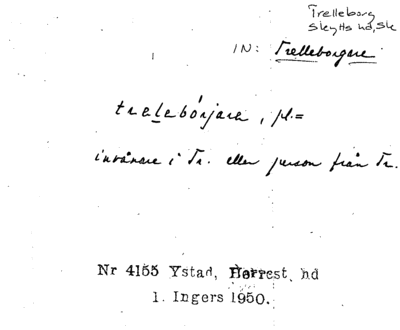 Trelleborg
Skytts hd, Sk
IN: Trelleborgare
trelebórjara, pl.=
invånare i Tr. eller person från Tr.
Nr 4155 Ystad, Herrest. hd
1. Ingers 1950.